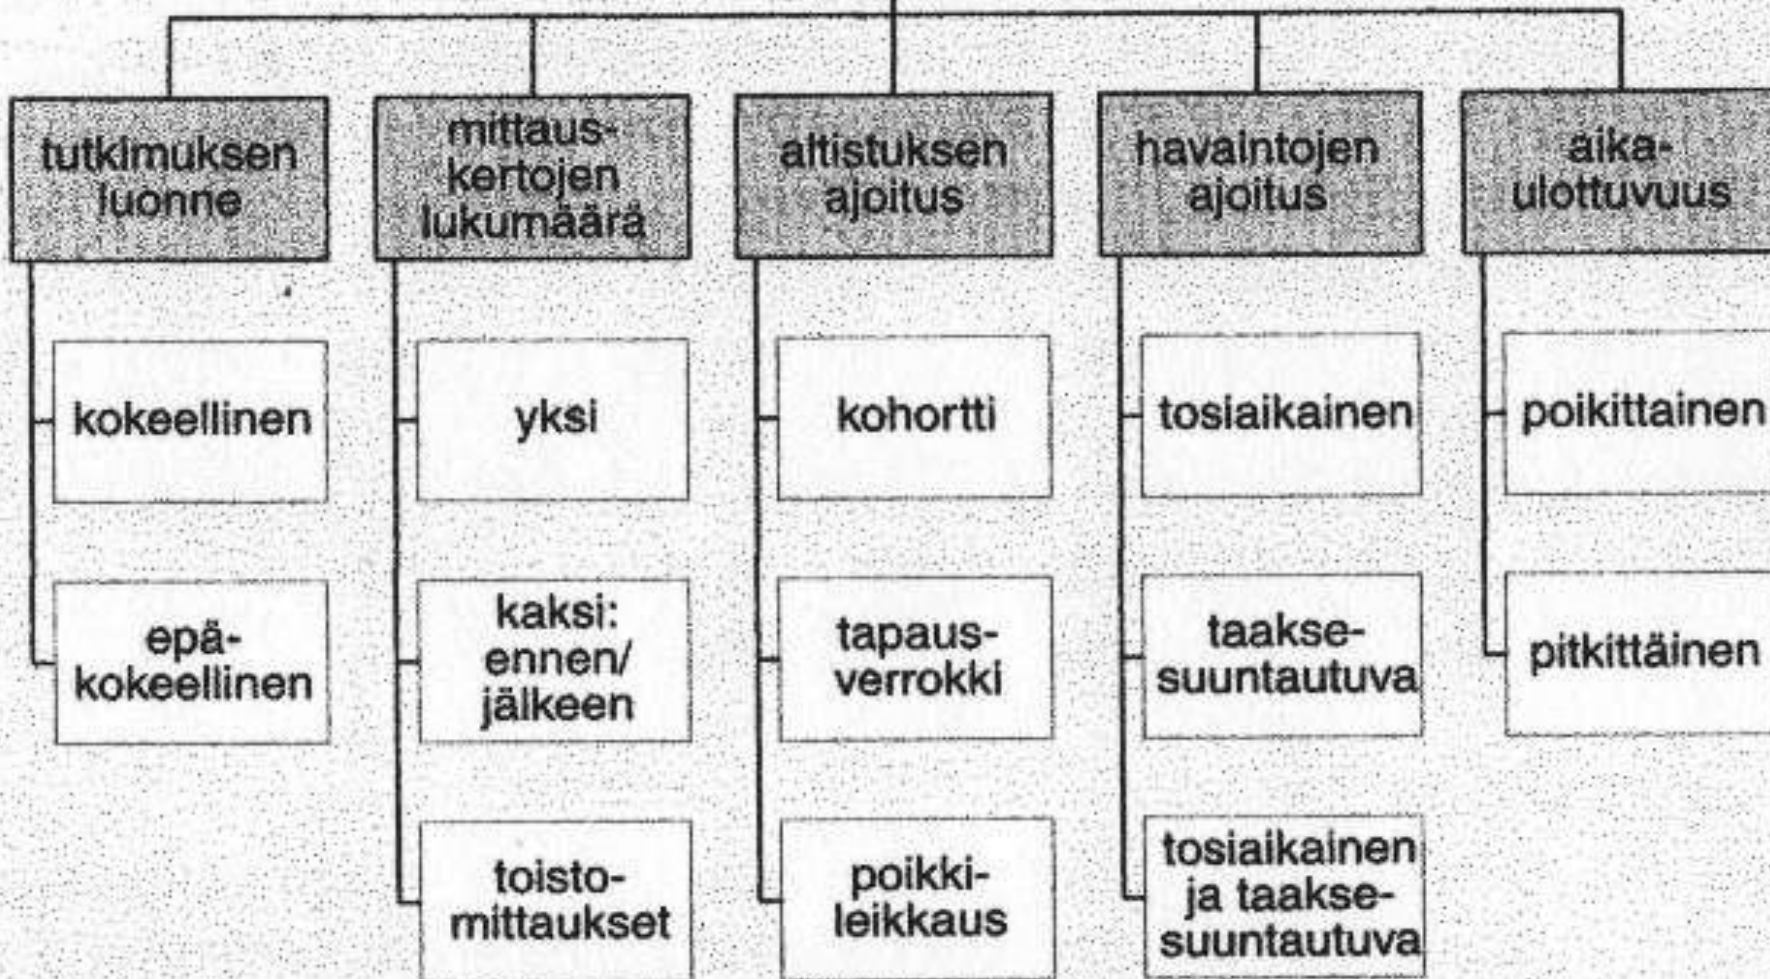 tutkimuksen
luonne
mittaus-
kertojen
lukumäärä
altistuksen
ajoitus
havaintojen
ajoitus
aika-
ulottuvuus
kokeellinen
yksi
kohortti
tosiaikainen
poikittainen
epä-
kokeellinen
kaksi:
ennen/
jälkeen
tapaus-
verrokki
taakse-
suuntautuva
pitkittäinen
toisto-
mittaukset
poikki-
leikkaus
tosiaikainen
ja taakse-
suuntautuva